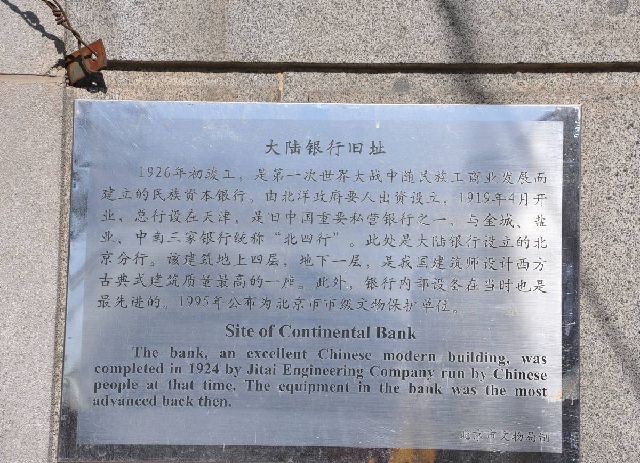 大陆银行旧址
1926年初竣工，是第一次世界大战中随民族工商业发展而
建立的民族资本银行。由北洋政府要人出资设立，1919年4月开
业，总行设在天津，是旧中国重要私营银行之一，与金城、盐
业、中南三家银行统称“北四行”。此处是大陆银行设立的北
京分行。该建筑地上四层，地下一层，是我国建筑师设计西方
古典式建筑质量最高的一座。此外，银行内部设备在当时也是
最先进的。1995年公布为北京市市级文物保护单位。
Site of Continental Bank
The bank, an excellent Chinese modern building, was
completed in 1924 by Jitai Engineering Company run by Chinese
people at that time. The equipment in the bank was the most
advanced back then.
北京市文物局制